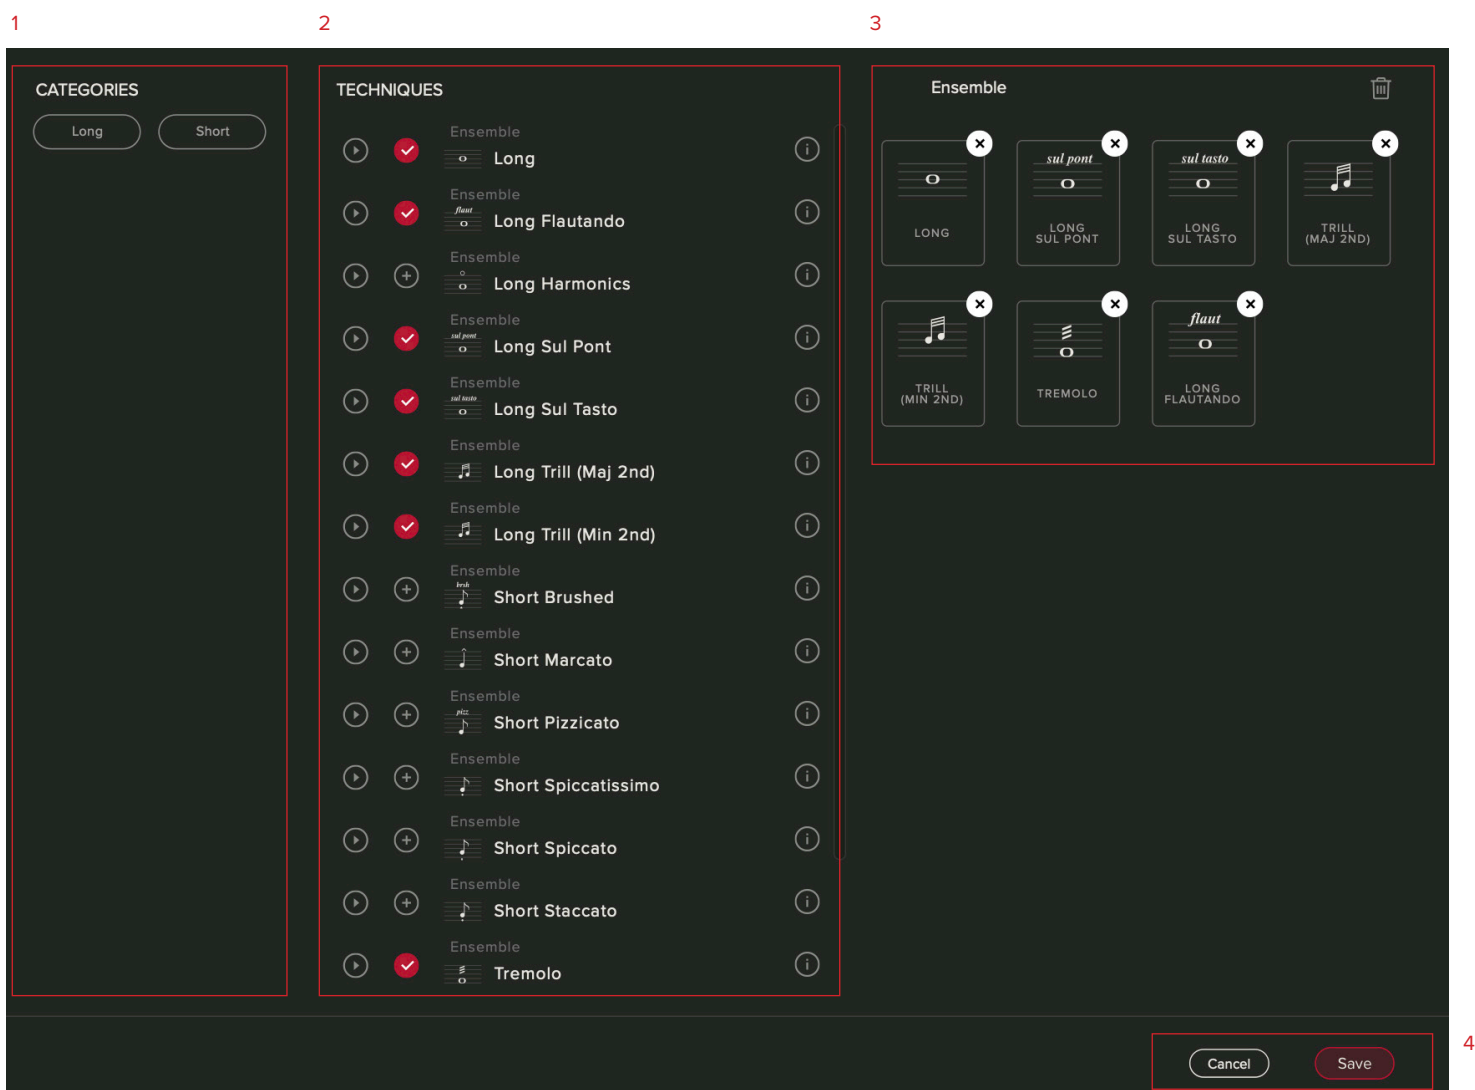 1
2
3
CATEGORIES
Long
Short
TECHNIQUES
Ensemble
Long
Ensemble
flaut
Long Flautando
Ensemble
Long Harmonics
Ensemble
sul pont
Long Sul Pont
Ensemble
sul tasto
Long Sul Tasto
Ensemble
Long Trill (Maj 2nd)
Ensemble
Long Trill (Min 2nd)
Ensemble
brsh
Short Brushed
Ensemble
Short Marcato
Ensemble
pizz
Short Pizzicato
Ensemble
Short Spiccatissimo
Ensemble
Short Spiccato
Ensemble
Short Staccato
Ensemble
Tremolo
Ensemble
LONG
sul pont
LONG
SUL PONT
sul tasto
LONG
SUL TASTO
TRILL
(MAJ 2ND)
TRILL
(MIN 2ND)
TREMOLO
flaut
LONG
FLAUTANDO
Cancel
Save
4